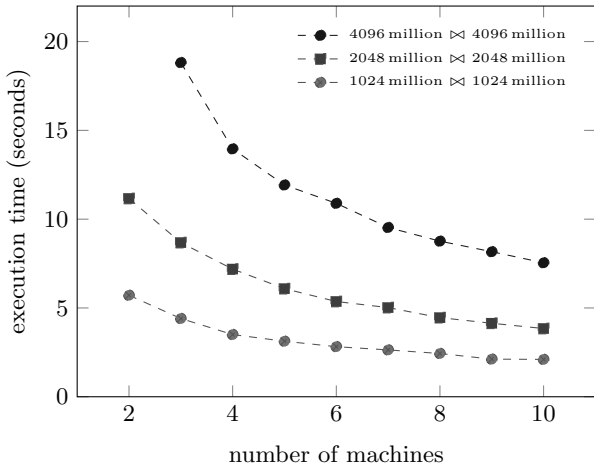 20
15
10
5
0
execution time (seconds)
4096 million ⋈ 4096 million
2048 million ⋈ 2048 million
1024 million ⋈ 1024 million
2 4 6 8 10
number of machines